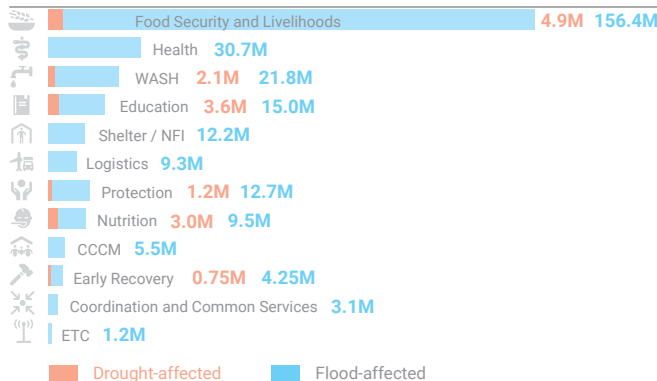 Food Security and Livelihoods 4.9M 156.4M
Health 30.7M
WASH 2.1M 21.8M
Education 3.6M 15.0M
Shelter / NFI 12.2M
Logistics 9.3M
Protection 1.2M 12.7M
Nutrition 3.0M 9.5M
CCCM 5.5M
Early Recovery 0.75M 4.25M
Coordination and Common Services 3.1M
ETC 1.2M
Drought-affected Flood-affected